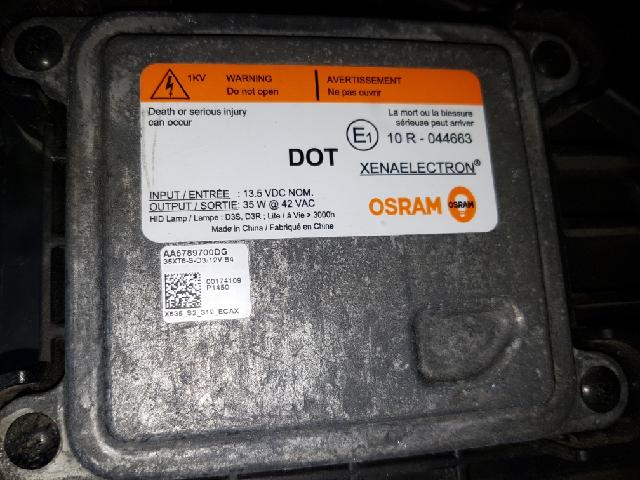 1KV
WARNING
Do not open
AVERTISSEMENT
Ne pas ouvrir
Death or serious injury
can occur
La mort ou la blessure
sérieuse peut arriver
E1 10 R - 044663
DOT
XENAELECTRON®
INPUT / ENTRÉE : 13.5 VDC NOM.
OUTPUT / SORTIE: 35 W @ 42 VAC
HID Lamp / Lampe : D3S, D3R ; Life / à Vie > 3000h
Made in China / Fabriqué en Chine
OSRAM
OSRAM
AA6789700DG
35XT6-S-D3/12V B4
00174109
P1450
X636_S2_S12_ECAX